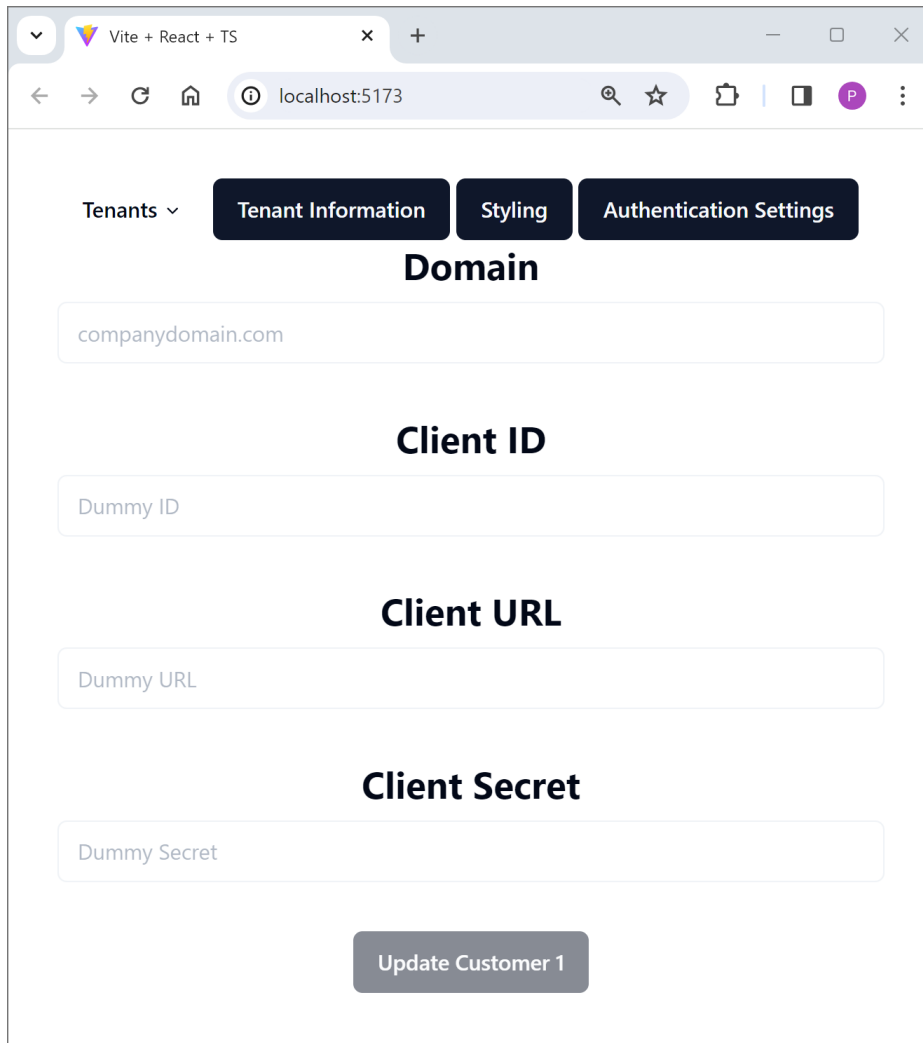 Vite + React + TS
localhost:5173
P
Tenants Tenant Information Styling Authentication Settings
Domain
companydomain.com
Client ID
Dummy ID
Client URL
Dummy URL
Client Secret
Dummy Secret
Update Customer 1